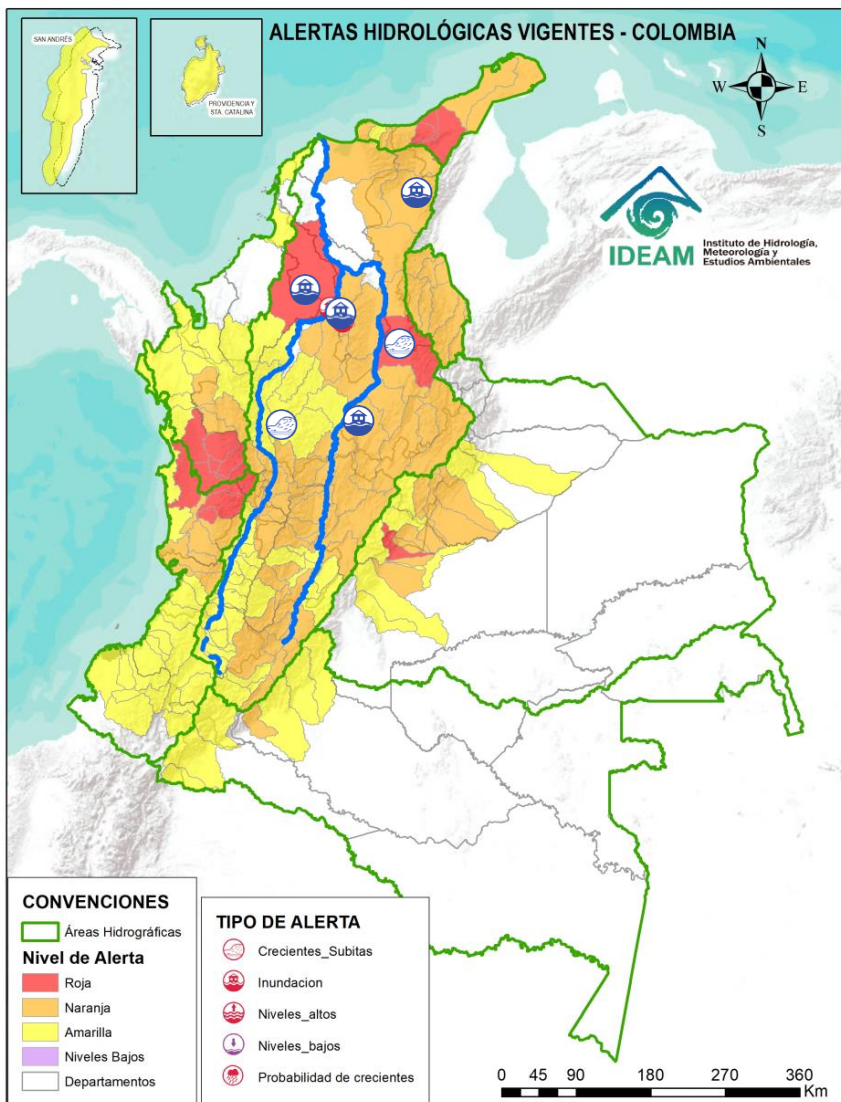 ALERTAS HIDROLÓGICAS VIGENTES - COLOMBIA
SAN ANDRÉS
PROVIDENCIA Y
STA. CATALINA
N
W
E
S
IDEAM
Instituto de Hidrología,
Meteorología y
Estudios Ambientales
CONVENCIONES
Áreas Hidrográficas
Nivel de Alerta
Roja
Naranja
Amarilla
Niveles Bajos
Departamentos
TIPO DE ALERTA
Crecientes_Subitas
Inundacion
Niveles_altos
Niveles_bajos
Probabilidad de crecientes
0 45 90 180 270 360
Km